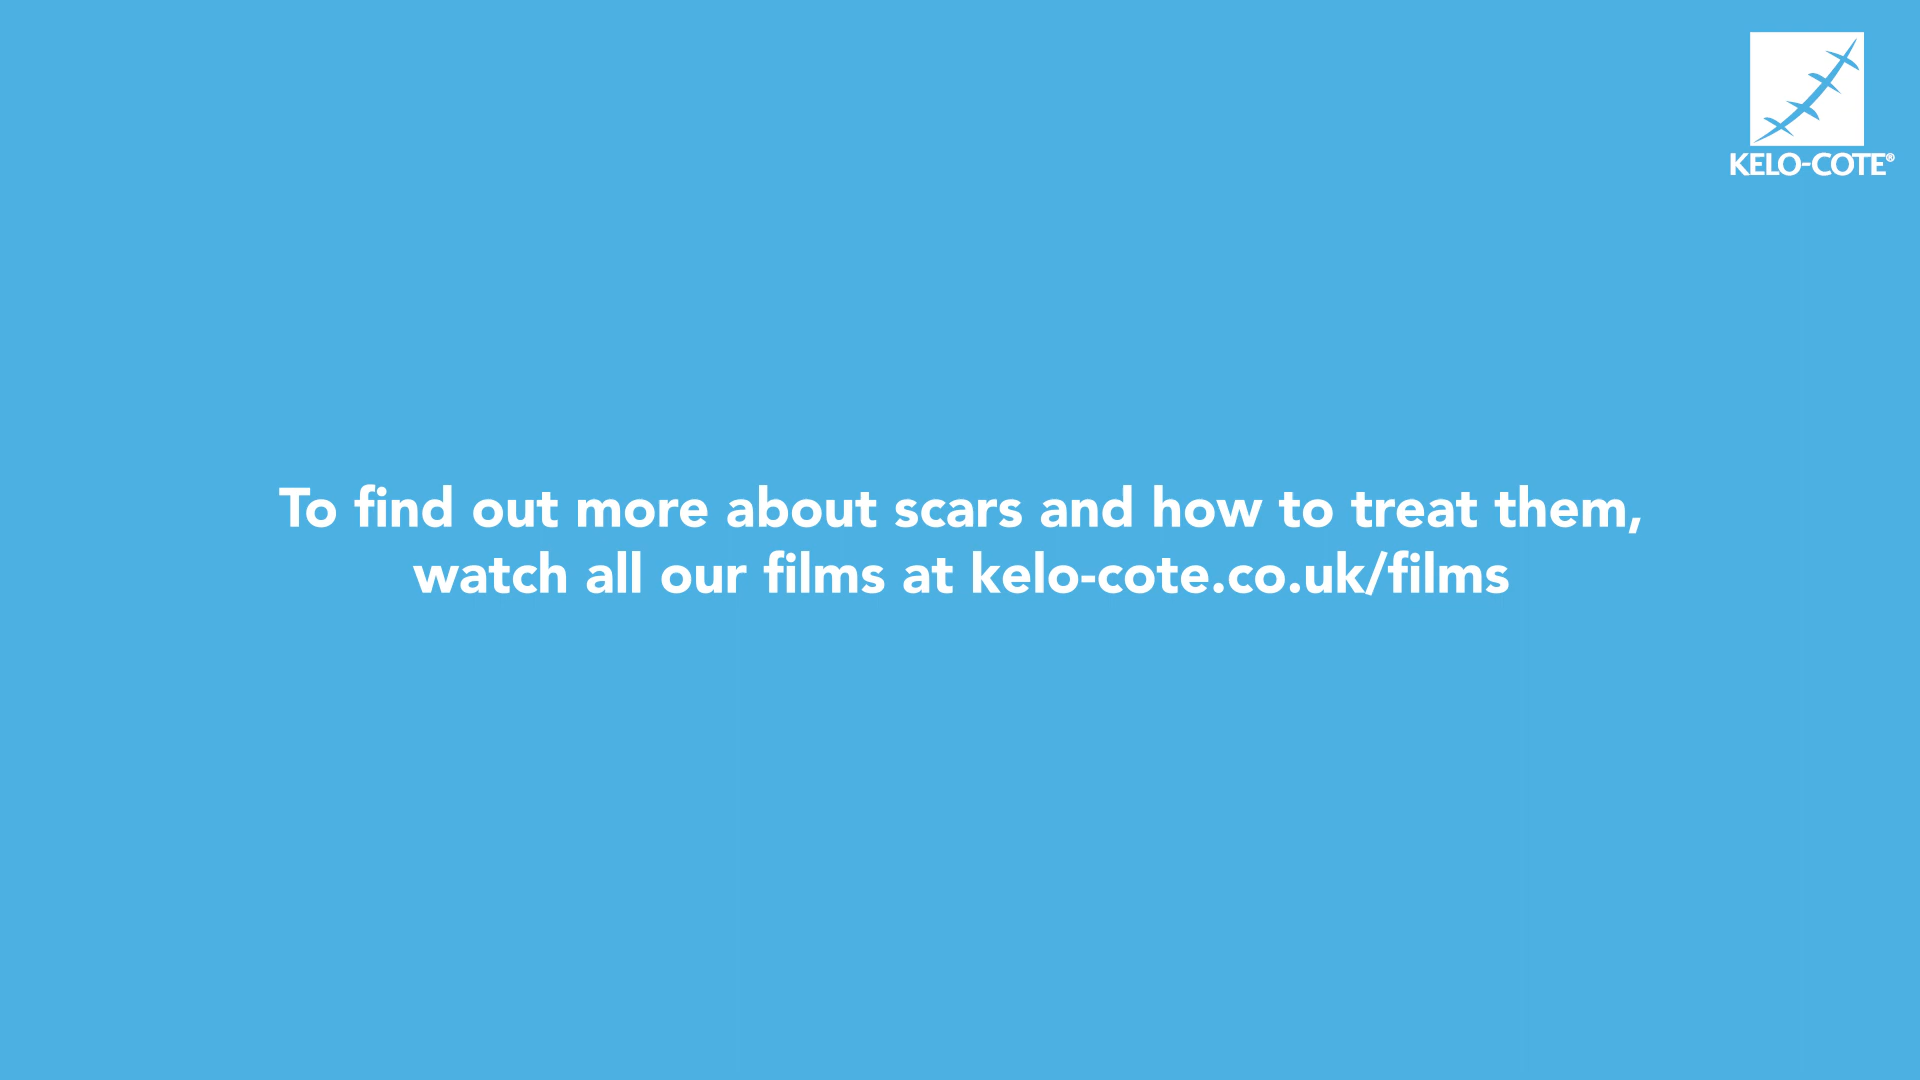 KELO-COTE®
To find out more about scars and how to treat them,
watch all our films at kelo-cote.co.uk/films